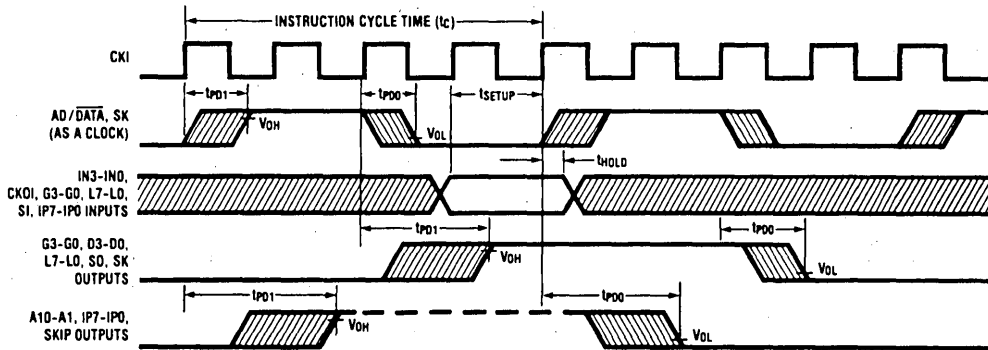 INSTRUCTION CYCLE TIME (tC)
CKI
tPD1
tPD0
tSETUP
AD/DATA, SK
(AS A CLOCK)
VOH
VOL
tHOLD
IN3-IN0,
CKOI, G3-G0, L7-L0,
SI, IP7-IP0 INPUTS
tPD1
tPD0
G3-G0, D3-D0,
L7-L0, SO, SK
OUTPUTS
VOH
VOL
tPD1
tPD0
A10-A1, IP7-IP0,
SKIP OUTPUTS
VOH
VOL